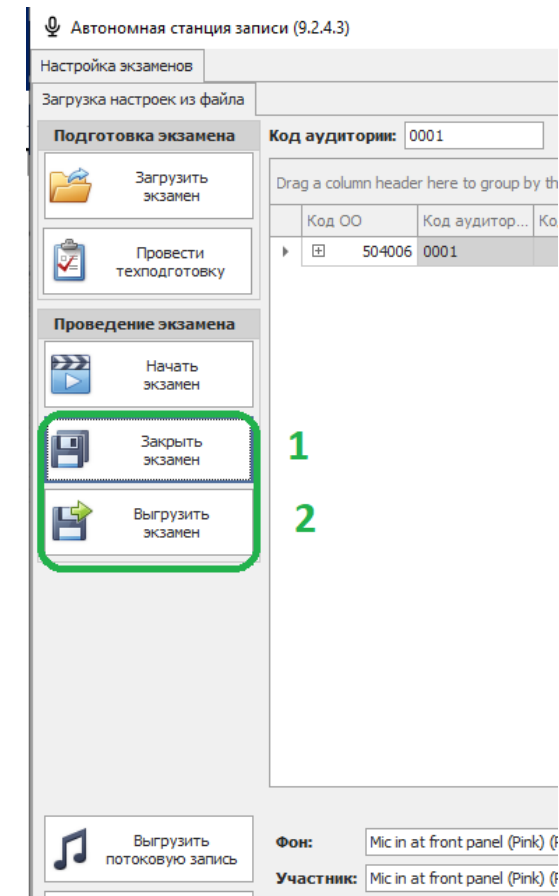 Автономная станция записи (9.2.4.3)
Настройка экзаменов
Загрузка настроек из файла
Подготовка экзамена
Код аудитории: 0001
Загрузить
экзамен
Drag a column header here to group by th
Код ОО Код аудитор... Код
504006 0001
Провести
техподготовку
Проведение экзамена
Начать
экзамен
Закрыть
экзамен
1
Выгрузить
экзамен
2
Выгрузить
потоковую запись
Фон: Mic in at front panel (Pink) (
Участник: Mic in at front panel (Pink) (